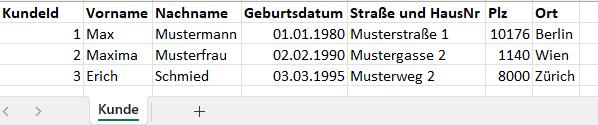 KundeId Vorname Nachname Geburtsdatum Straße und HausNr Plz Ort
1 Max Mustermann 01.01.1980 Musterstraße 1 10176 Berlin
2 Maxima Musterfrau 02.02.1990 Mustergasse 2 1140 Wien
3 Erich Schmied 03.03.1995 Musterweg 2 8000 Zürich
Kunde